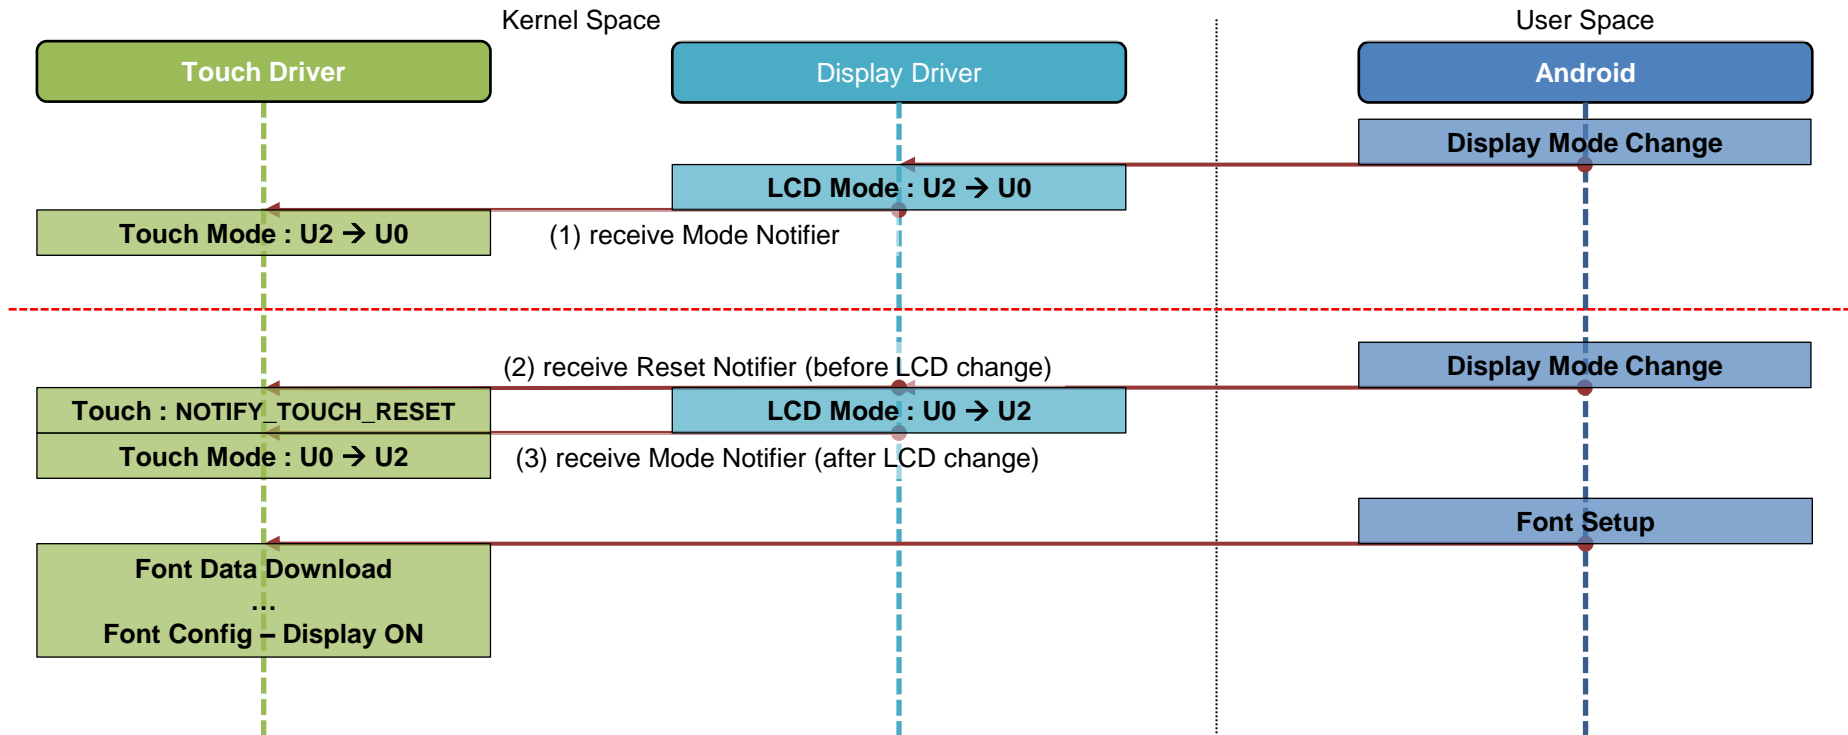 Kernel Space
User Space
Touch Driver
Display Driver
Android
Display Mode Change
LCD Mode : U2 → U0
Touch Mode : U2 → U0
(1) receive Mode Notifier
(2) receive Reset Notifier (before LCD change)
Display Mode Change
Touch : NOTIFY_TOUCH_RESET
LCD Mode : U0 → U2
Touch Mode : U0 → U2
(3) receive Mode Notifier (after LCD change)
Font Setup
Font Data Download
...
Font Config – Display ON